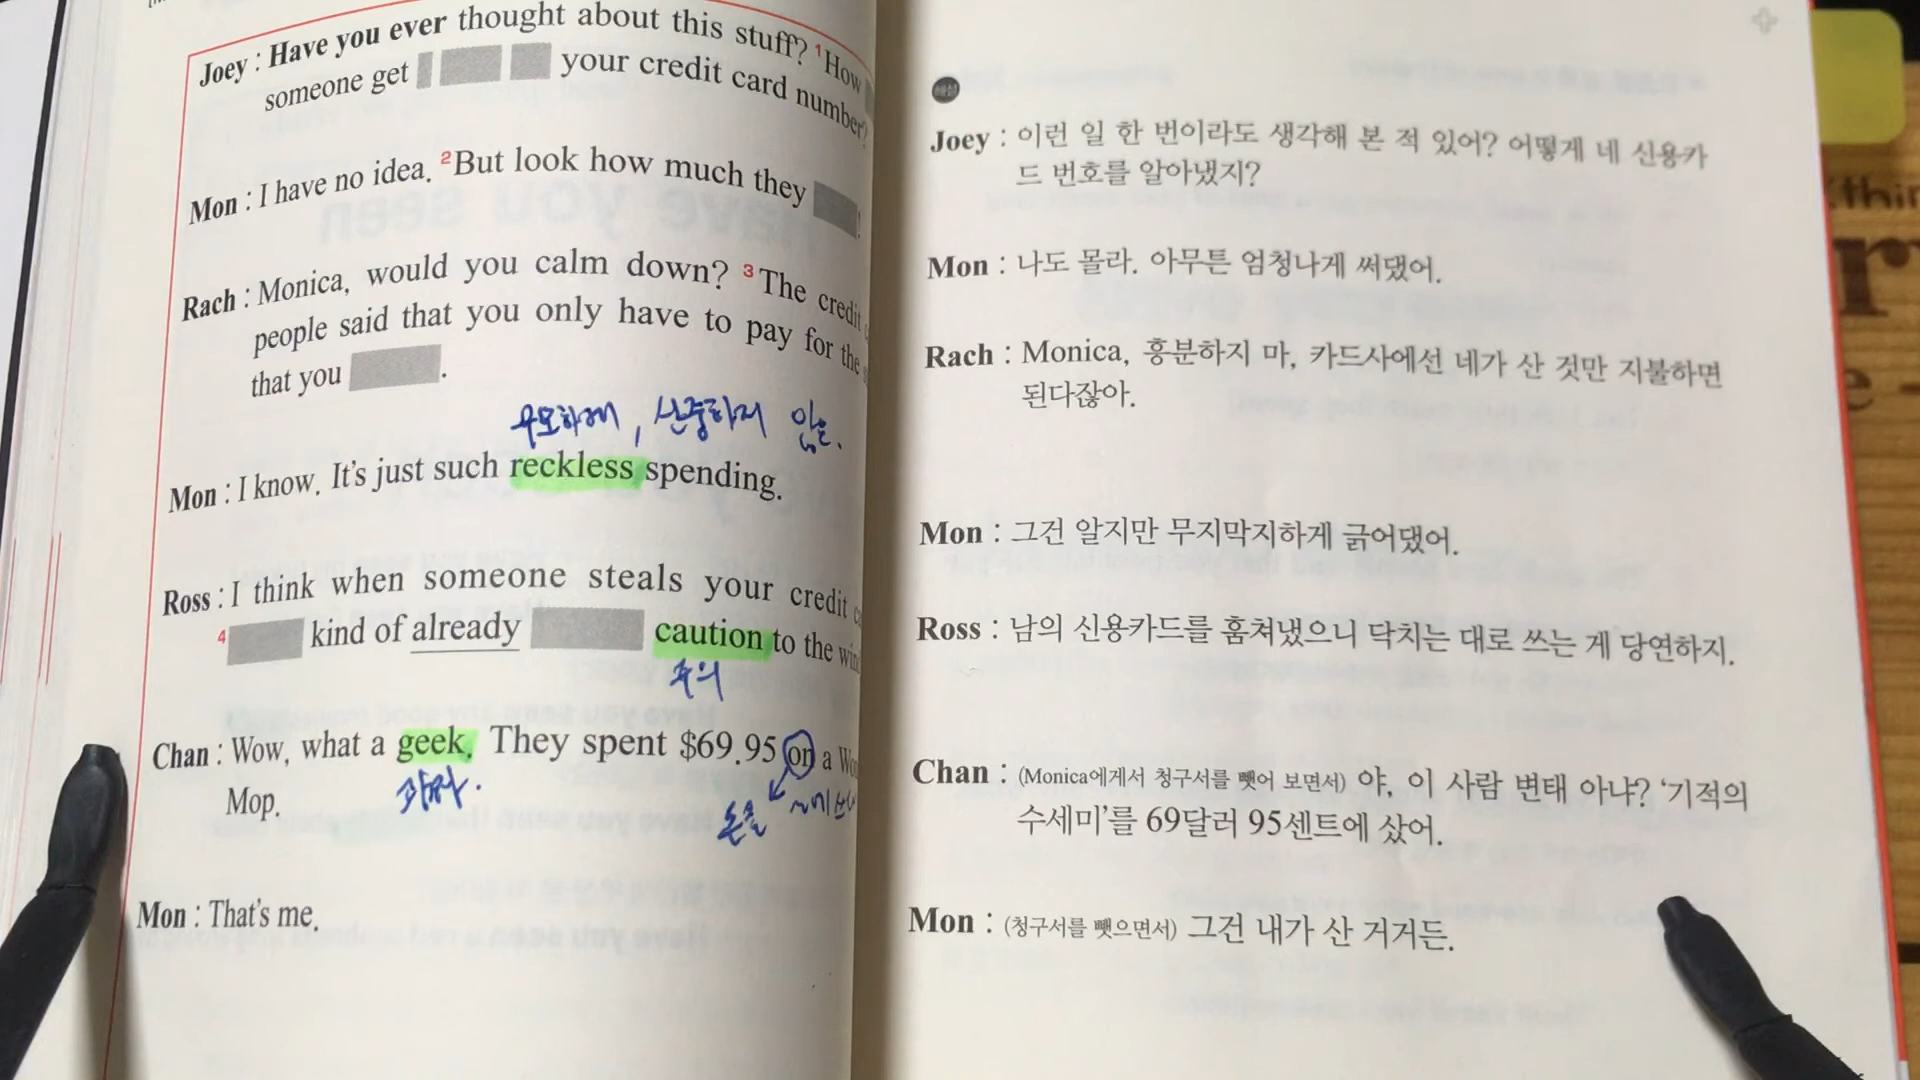 Joey : Have you ever thought about this stuff? 1How
someone get your credit card number?
Mon : I have no idea. 2But look how much they !
Rach : Monica, would you calm down? 3The credit
people said that you only have to pay for the
that you .
무모하게, 신중하지 않은.
Mon : I know. It's just such reckless spending.
Ross : I think when someone steals your credit
4 kind of already caution to the
주의
Chan : Wow, what a geek. They spent $69.95 on a
Mop.
괴짜.
돈을 ~에 쓰
Mon : That's me.
해설
Joey : 이런 일 한 번이라도 생각해 본 적 있어? 어떻게 네 신용카
드 번호를 알아냈지?
Mon : 나도 몰라. 아무튼 엄청나게 써댔어.
Rach : Monica, 흥분하지 마, 카드사에선 네가 산 것만 지불하면
된다잖아.
Mon : 그건 알지만 무지막지하게 긁어댔어.
Ross : 남의 신용카드를 훔쳐냈으니 닥치는 대로 쓰는 게 당연하지.
Chan : (Monica에게서 청구서를 뺏어 보면서) 야, 이 사람 변태 아냐? '기적의
수세미'를 69달러 95센트에 샀어.
Mon : (청구서를 뺏으면서) 그건 내가 산 거거든.